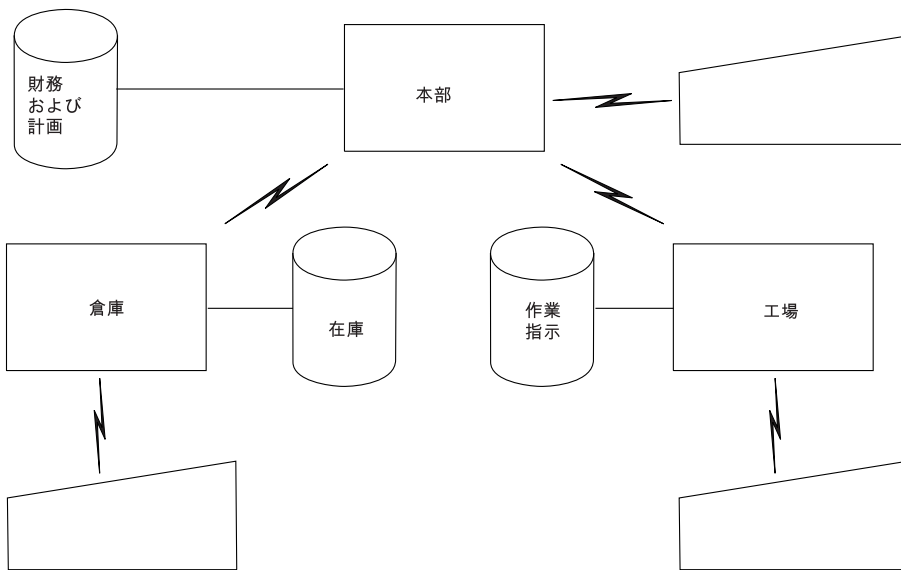 財務
および
計画
本部
倉庫
在庫
作業
指示
工場